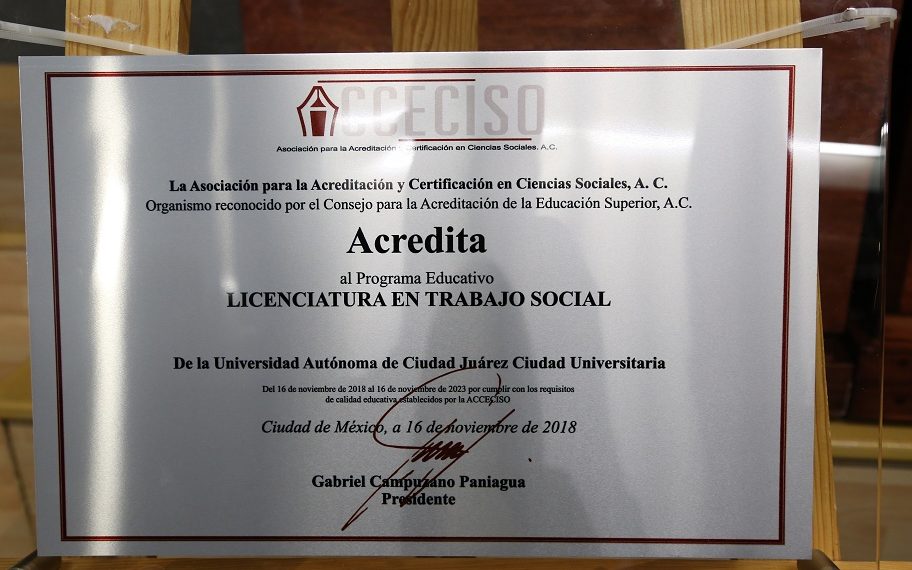 ACCECISO
Asociación para la Acreditación y Certificación en Ciencias Sociales. A.C.
La Asociación para la Acreditación y Certificación en Ciencias Sociales, A. C.
Organismo reconocido por el Consejo para la Acreditación de la Educación Superior, A.C.
Acredita
al Programa Educativo
LICENCIATURA EN TRABAJO SOCIAL
De la Universidad Autónoma de Ciudad Juárez Ciudad Universitaria
Del 16 de noviembre de 2018 al 16 de noviembre de 2023 por cumplir con los requisitos
de calidad educativa establecidos por la ACCECISO
Ciudad de México, a 16 de noviembre de 2018
Gabriel Campuzano Paniagua
Presidente